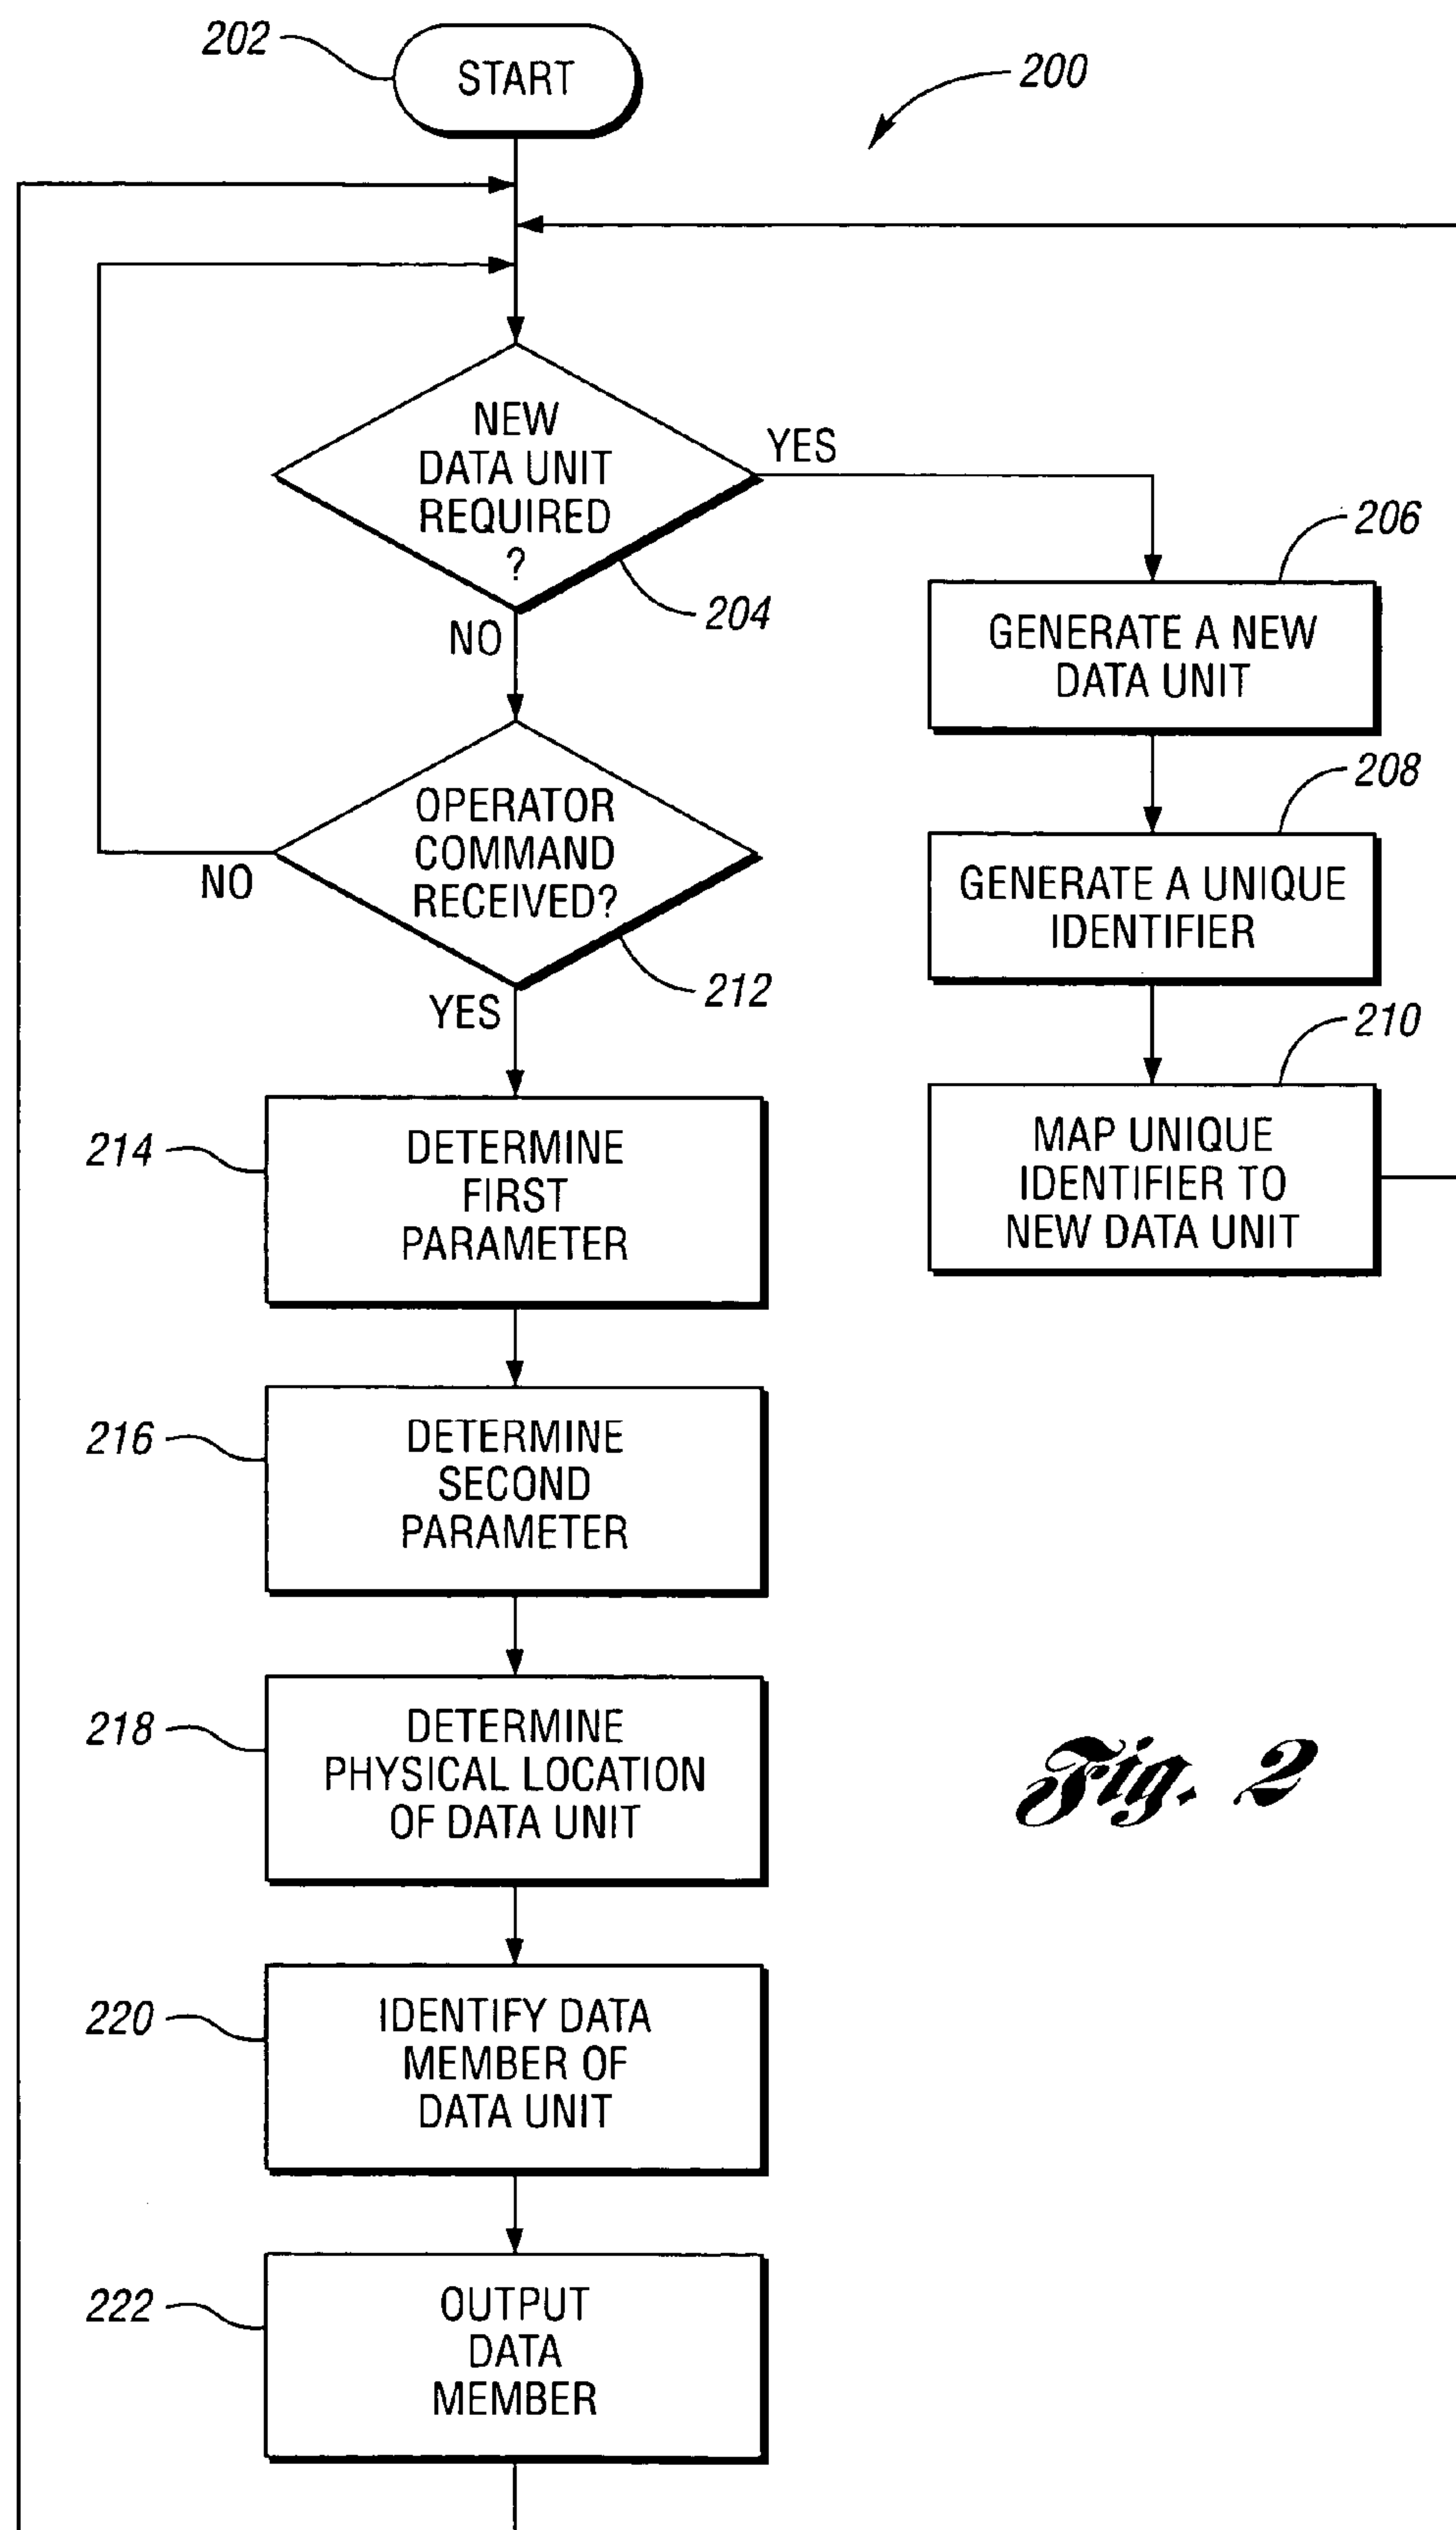 202
START
200
NEW
DATA UNIT
REQUIRED
?
YES
204
NO
206
GENERATE A NEW
DATA UNIT
208
GENERATE A UNIQUE
IDENTIFIER
210
MAP UNIQUE
IDENTIFIER TO
NEW DATA UNIT
OPERATOR
COMMAND
RECEIVED?
NO
212
YES
214
DETERMINE
FIRST
PARAMETER
216
DETERMINE
SECOND
PARAMETER
218
DETERMINE
PHYSICAL LOCATION
OF DATA UNIT
Fig. 2
220
IDENTIFY DATA
MEMBER OF
DATA UNIT
222
OUTPUT
DATA
MEMBER